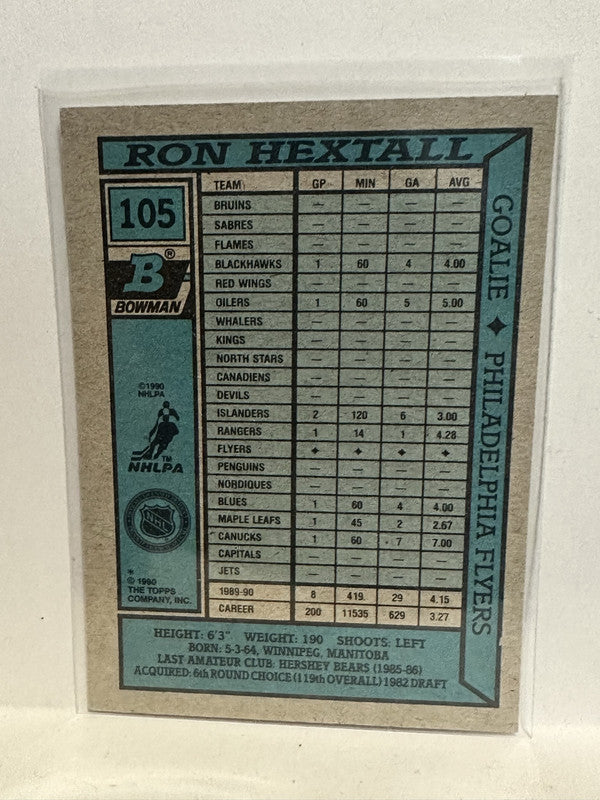 RON HEXTALL
105
B®
BOWMAN
©1990
NHLPA
™
NHLPA
NHL
*
© 1990
THE TOPPS
COMPANY, INC.
TEAM GP MIN GA AVG
BRUINS — — — —
SABRES — — — —
FLAMES — — — —
BLACKHAWKS 1 60 4 4.00
RED WINGS — — — —
OILERS 1 60 5 5.00
WHALERS — — — —
KINGS — — — —
NORTH STARS — — — —
CANADIENS — — — —
DEVILS — — — —
ISLANDERS 2 120 6 3.00
RANGERS 1 14 1 4.28
FLYERS ✦ ✦ ✦ ✦
PENGUINS — — — —
NORDIQUES — — — —
BLUES 1 60 4 4.00
MAPLE LEAFS 1 45 2 2.67
CANUCKS 1 60 7 7.00
CAPITALS — — — —
JETS — — — —
1989-90 8 419. 29 4.15
CAREER 200 11535 629 3.27
GOALIE ✦ PHILADELPHIA FLYERS
HEIGHT: 6'3". WEIGHT: 190 SHOOTS: LEFT
BORN: 5-3-64, WINNIPEG, MANITOBA
LAST AMATEUR CLUB: HERSHEY BEARS (1985-86)
ACQUIRED: 6th ROUND CHOICE (119th OVERALL) 1982 DRAFT